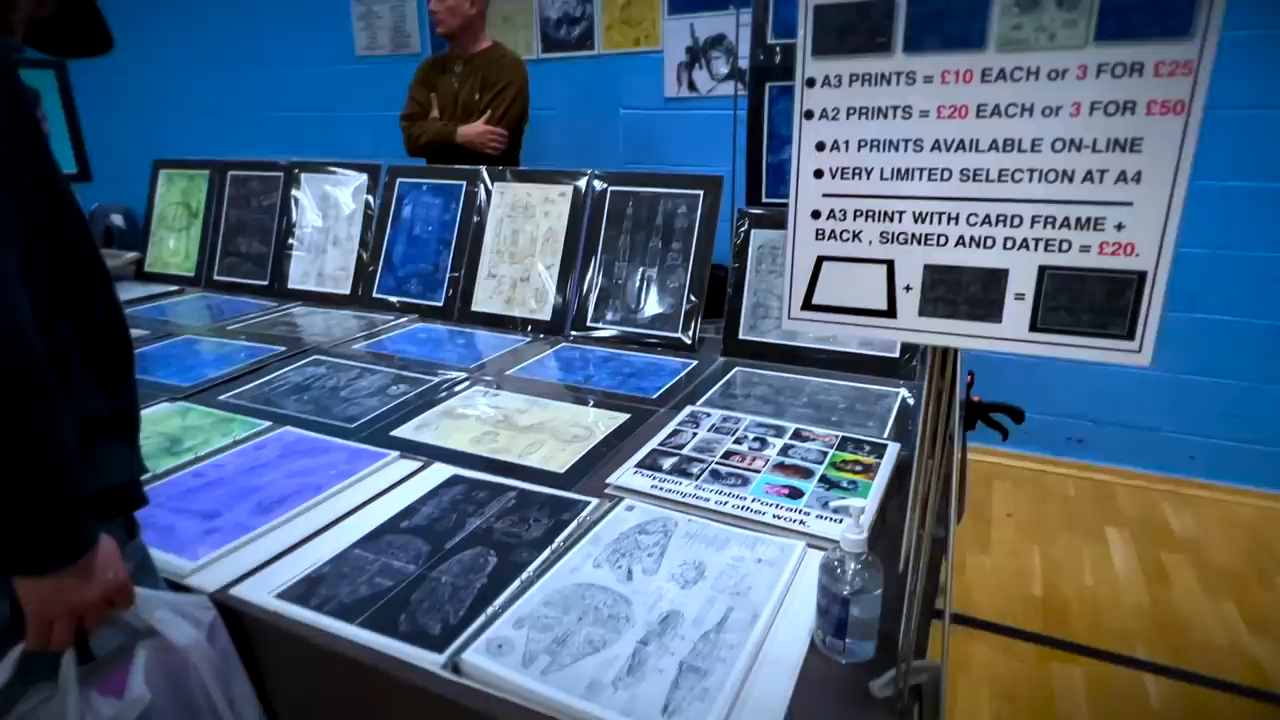 ● A3 PRINTS = £10 EACH or 3 FOR £25
● A2 PRINTS = £20 EACH or 3 FOR £50
● A1 PRINTS AVAILABLE ON-LINE
● VERY LIMITED SELECTION AT A4
● A3 PRINT WITH CARD FRAME +
BACK , SIGNED AND DATED = £20.
+ =
Polygon / Scribble Portraits and
examples of other work.